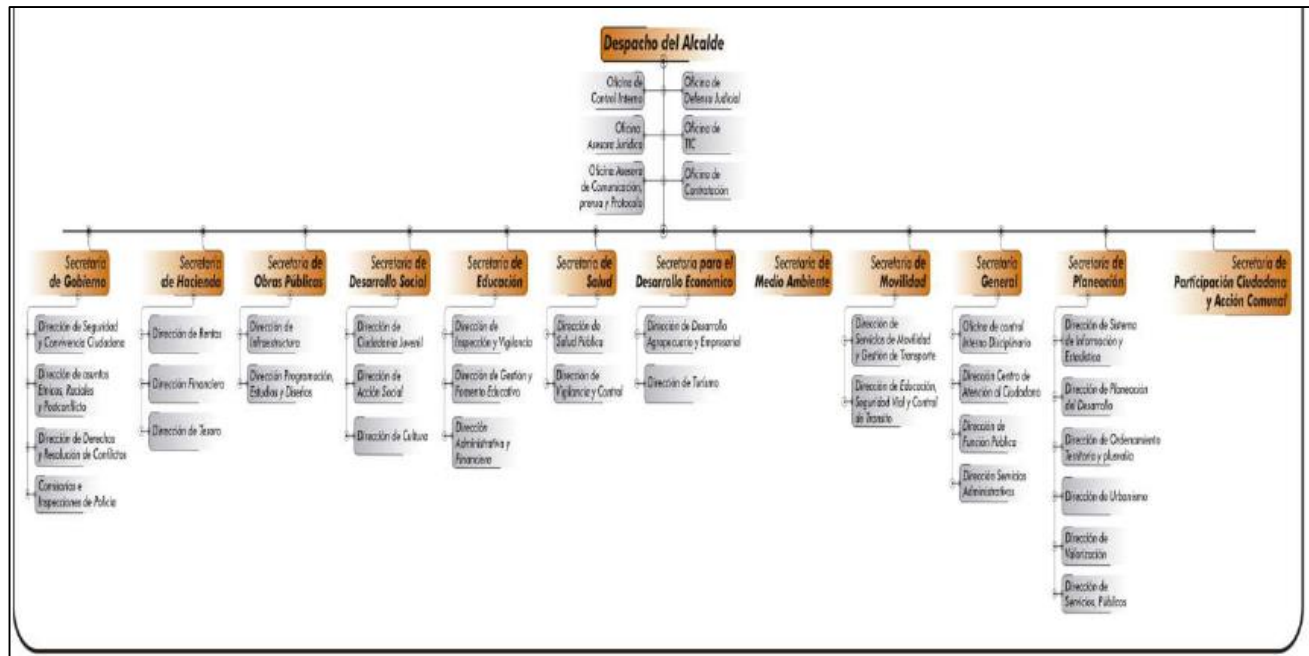 Despacho del Alcalde
Oficina de
Control Interno
Oficina de
Defensa Judicial
Oficina
Asesora Jurídica
Oficina de
TIC
Oficina Asesora
de Comunicación,
prensa y Protocolo
Oficina de
Contratación
Secretaría
de Gobierno
Dirección de Seguridad
y Convivencia Ciudadana
Dirección de asuntos
Etnicos, Raciales
y Postconflicto
Dirección de Derechos
y Resolución de Conflictos
Comisarías e
Inspecciones de Policía
Secretaría
de Hacienda
Dirección de Rentas
Dirección Financiera
Dirección de Tesoro
Secretaría de
Obras Públicas
Dirección de
Infraestructura
Dirección Programación,
Estudios y Diseños
Secretaría de
Desarrollo Social
Dirección de
Ciudadanía Juvenil
Dirección de
Acción Social
Dirección de Cultura
Secretaría de
Educación
Dirección de
Inspección y Vigilancia
Dirección de Gestión y
Fomento Educativo
Dirección
Administrativa y
Financiera
Secretaría de
Salud
Dirección de
Salud Pública
Dirección de
Vigilancia y Control
Secretaría para el
Desarrollo Económico
Dirección de Desarrollo
Agropecuario y Empresarial
Dirección de Turismo
Secretaría de
Medio Ambiente
Secretaría de
Movilidad
Dirección de
Servicios de Movilidad
y Gestión de Transporte
Dirección de Educación,
Seguridad Vial y Control
de Transito
Secretaría
General
Oficina de control
Interno Disciplinario
Dirección Centro de
Atención al Ciudadano
Dirección de
Función Pública
Dirección Servicios
Administrativos
Secretaría de
Planeación
Dirección de Sistema
de Información y
Estadística
Dirección de Planeación
del Desarrollo
Dirección de Ordenamiento
Territorio y plusvalía
Dirección de Urbanismo
Dirección de
Valorización
Dirección de
Servicios, Públicos
Secretaría de
Participación Ciudadana
y Acción Comunal